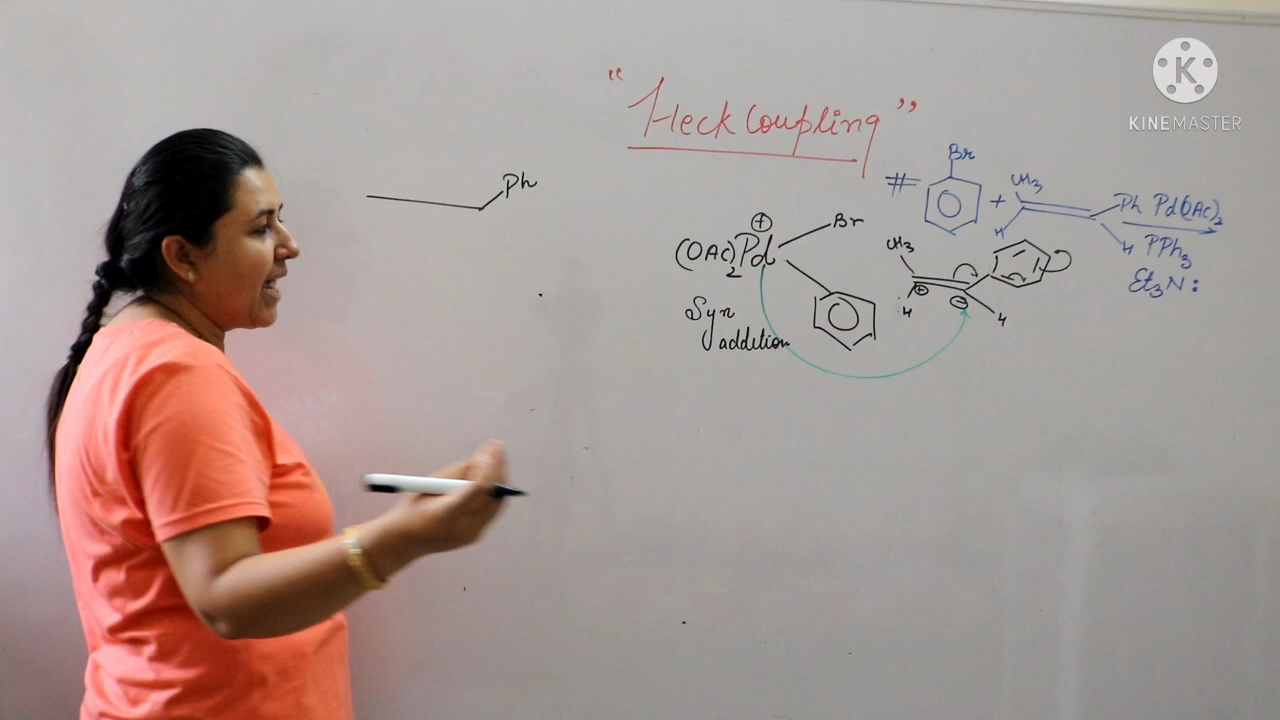 "Heck Coupling"
K
KINEMASTER
# Br + CH3 H Ph H Pd(OAc)2
PPh3
Et3N:
Ph
(OAc)2Pd ⊕ Br
CH3
H ⊕ ⊖ H
Syn
addition